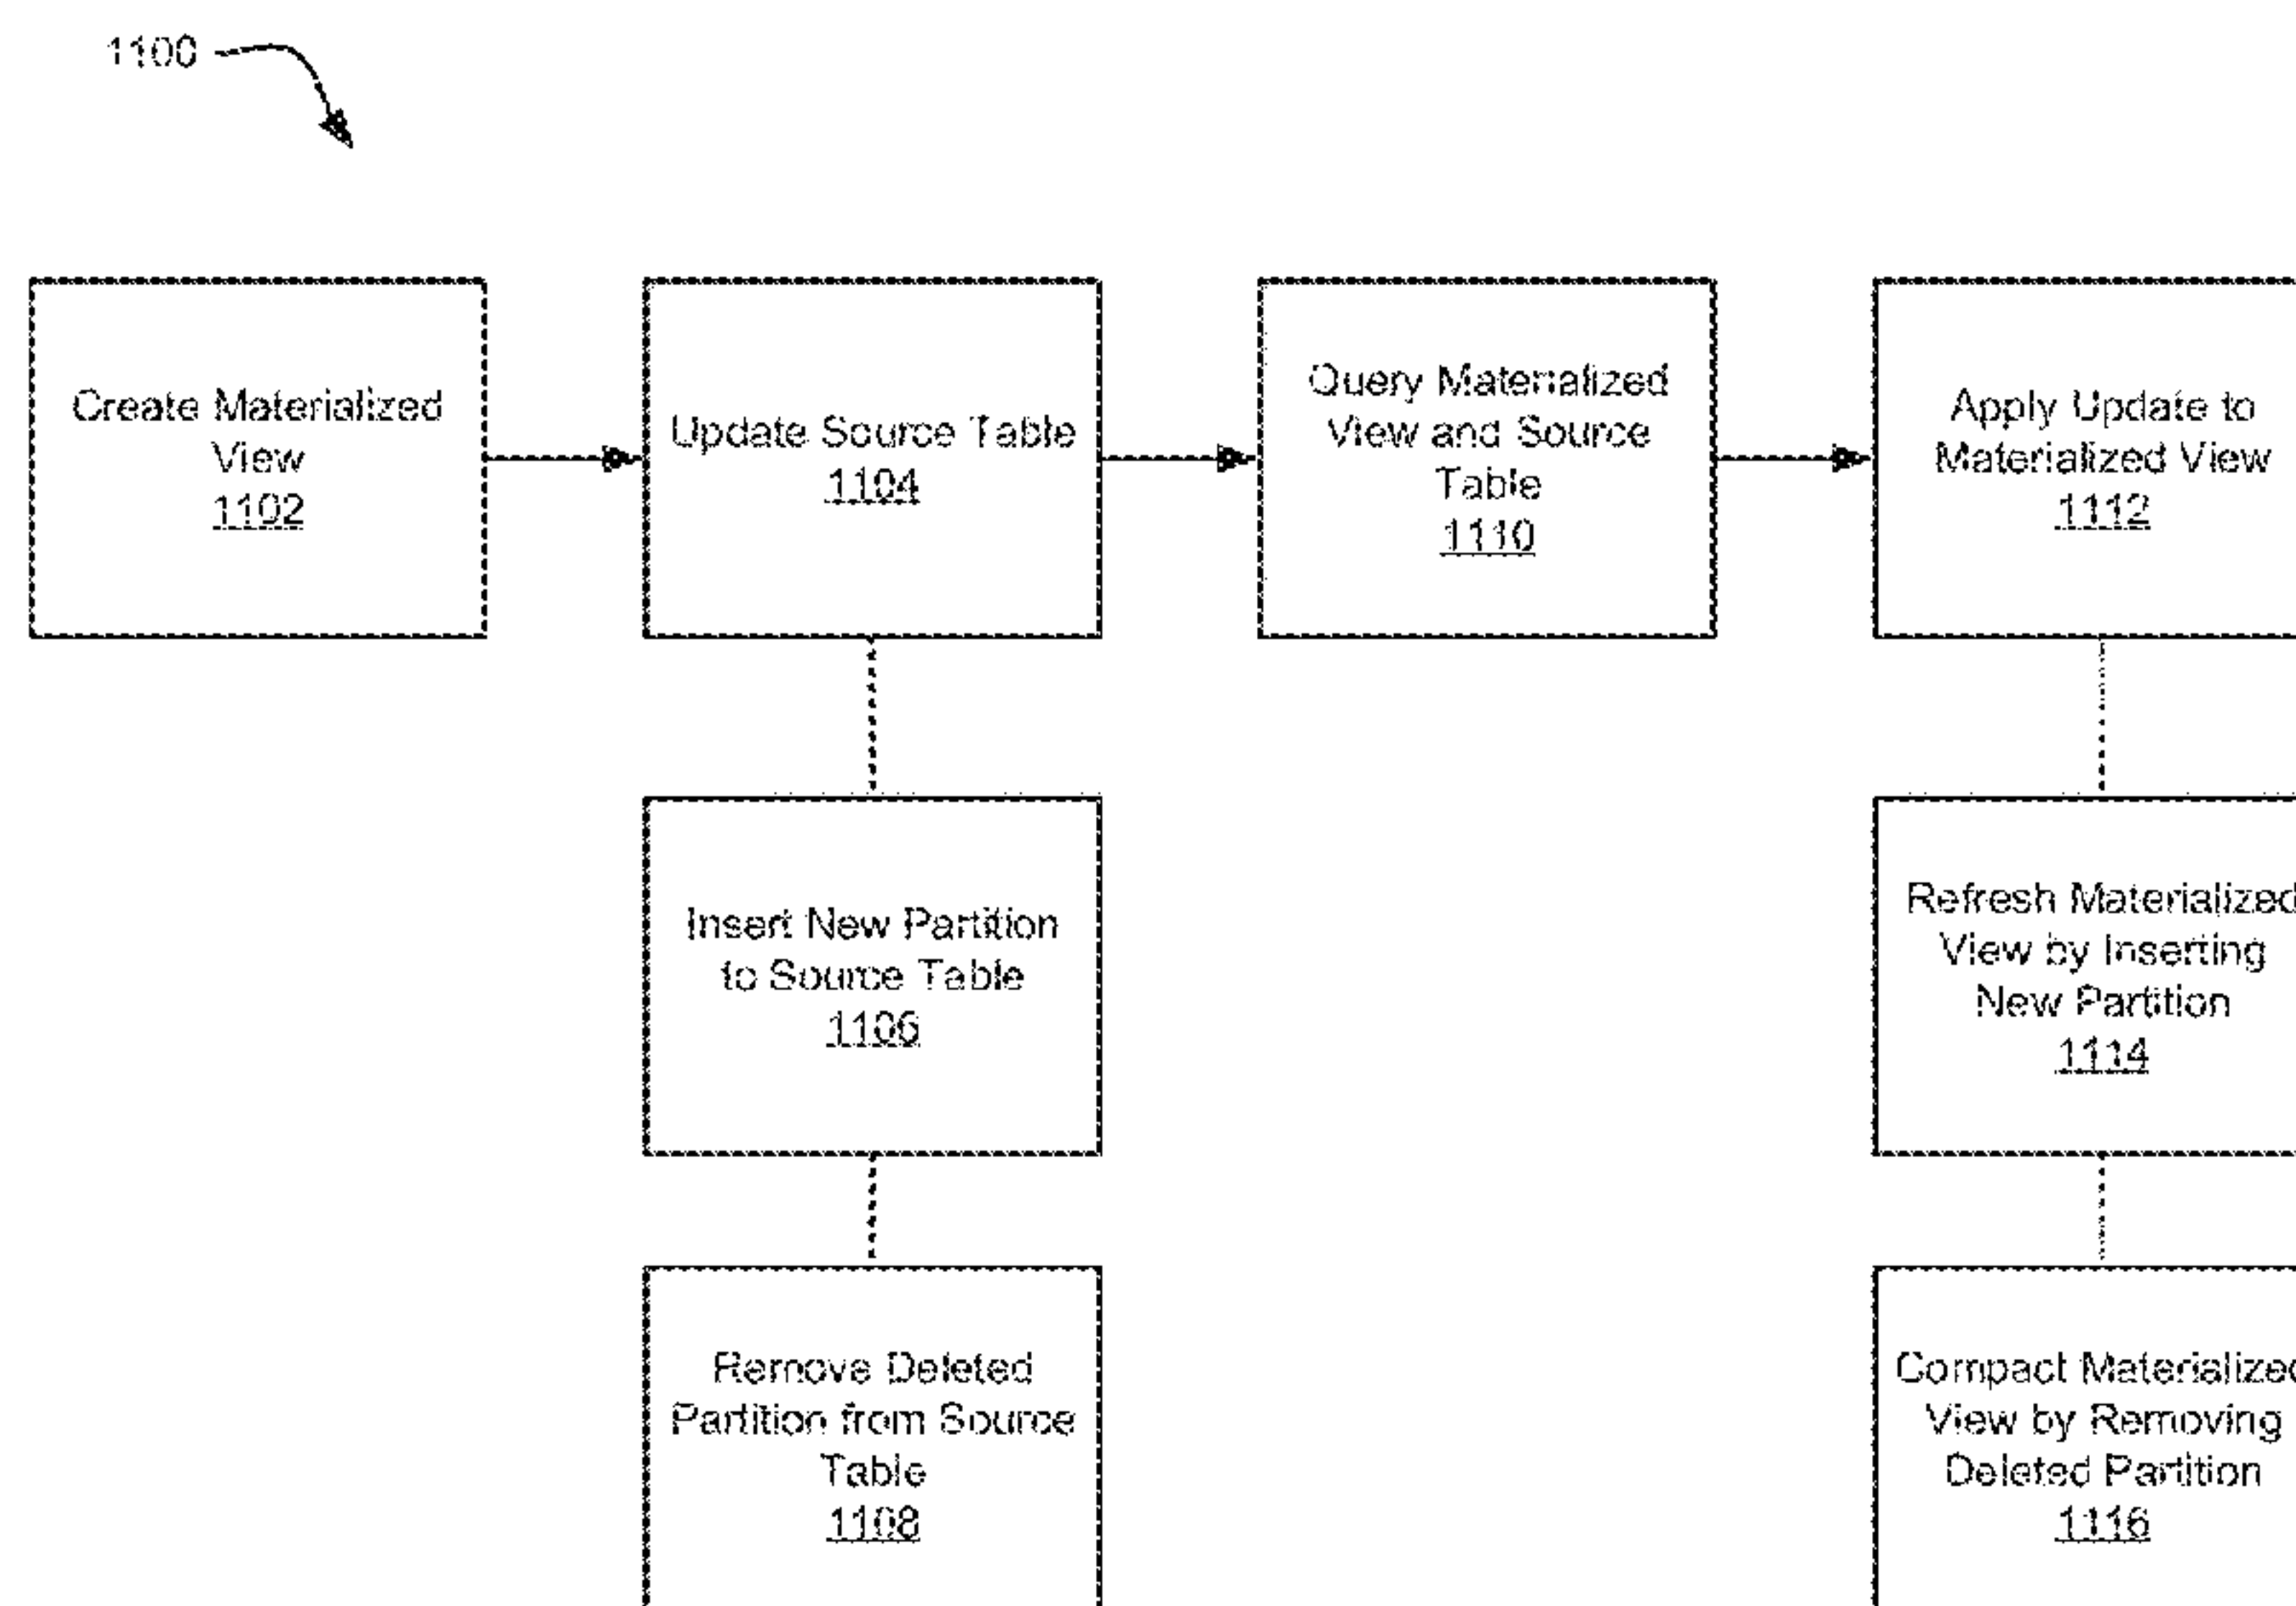 1100
Create Materialized
View
1102
Update Source Table
1104
Query Materialized
View and Source
Table
1110
Apply Update to
Materialized View
1112
Insert New Partition
to Source Table
1106
Refresh Materialized
View by Inserting
New Partition
1114
Remove Deleted
Partition from Source
Table
1108
Compact Materialized
View by Removing
Deleted Partition
1116